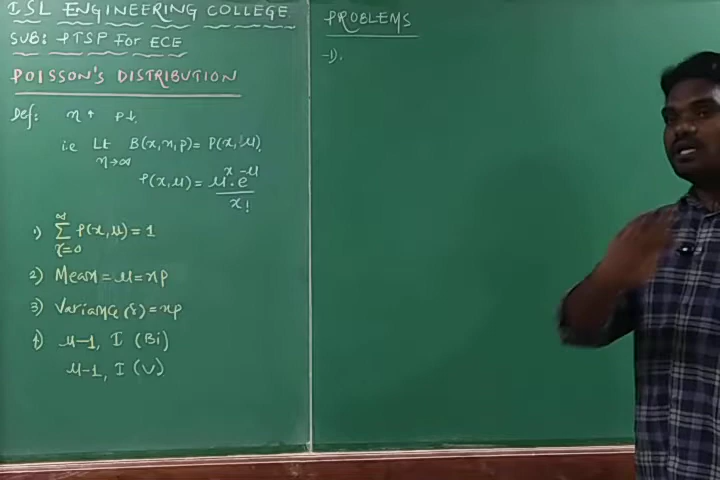 ISL ENGINEERING COLLEGE
SUB: PTSP For ECE
POISSON'S DISTRIBUTION
Def: n↑ p↓
i.e Lt n→∞ B(x,n,p) = P(x,μ).
P(x,μ) = μ^x · e^-μ / x!
1) ∞ Σ x=0 P(x,μ) = 1
2) Mean = μ = np
3) Variance = np
4) μ-1, I (Bi)
μ-1, I (U)
PROBLEMS
1).